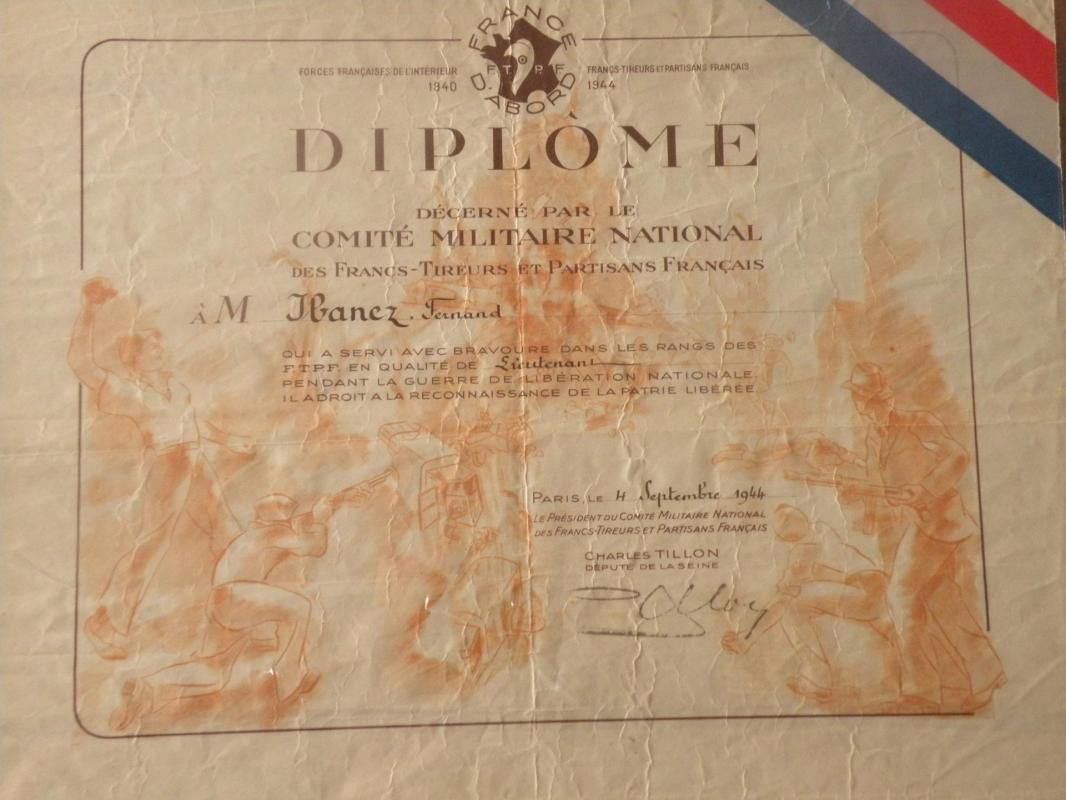 FRANCE
F.T.P.F
D'ABORD
FORCES FRANÇAISES DE L'INTÉRIEUR
1940
FRANCS-TIREURS ET PARTISANS FRANÇAIS
1944
DIPLÔME
DÉCERNÉ PAR LE
COMITÉ MILITAIRE NATIONAL
DES FRANCS-TIREURS ET PARTISANS FRANÇAIS
À M Ibanez. Fernand
QUI A SERVI AVEC BRAVOURE DANS LES RANGS DES
F.T.P.F. EN QUALITÉ DE Lieutenant
PENDANT LA GUERRE DE LIBÉRATION NATIONALE.
IL A DROIT A LA RECONNAISSANCE DE LA PATRIE LIBÉRÉE.
PARIS, LE 4 Septembre 1944
LE PRÉSIDENT DU COMITÉ MILITAIRE NATIONAL
DES FRANCS-TIREURS ET PARTISANS FRANÇAIS
CHARLES TILLON
DÉPUTÉ DE LA SEINE